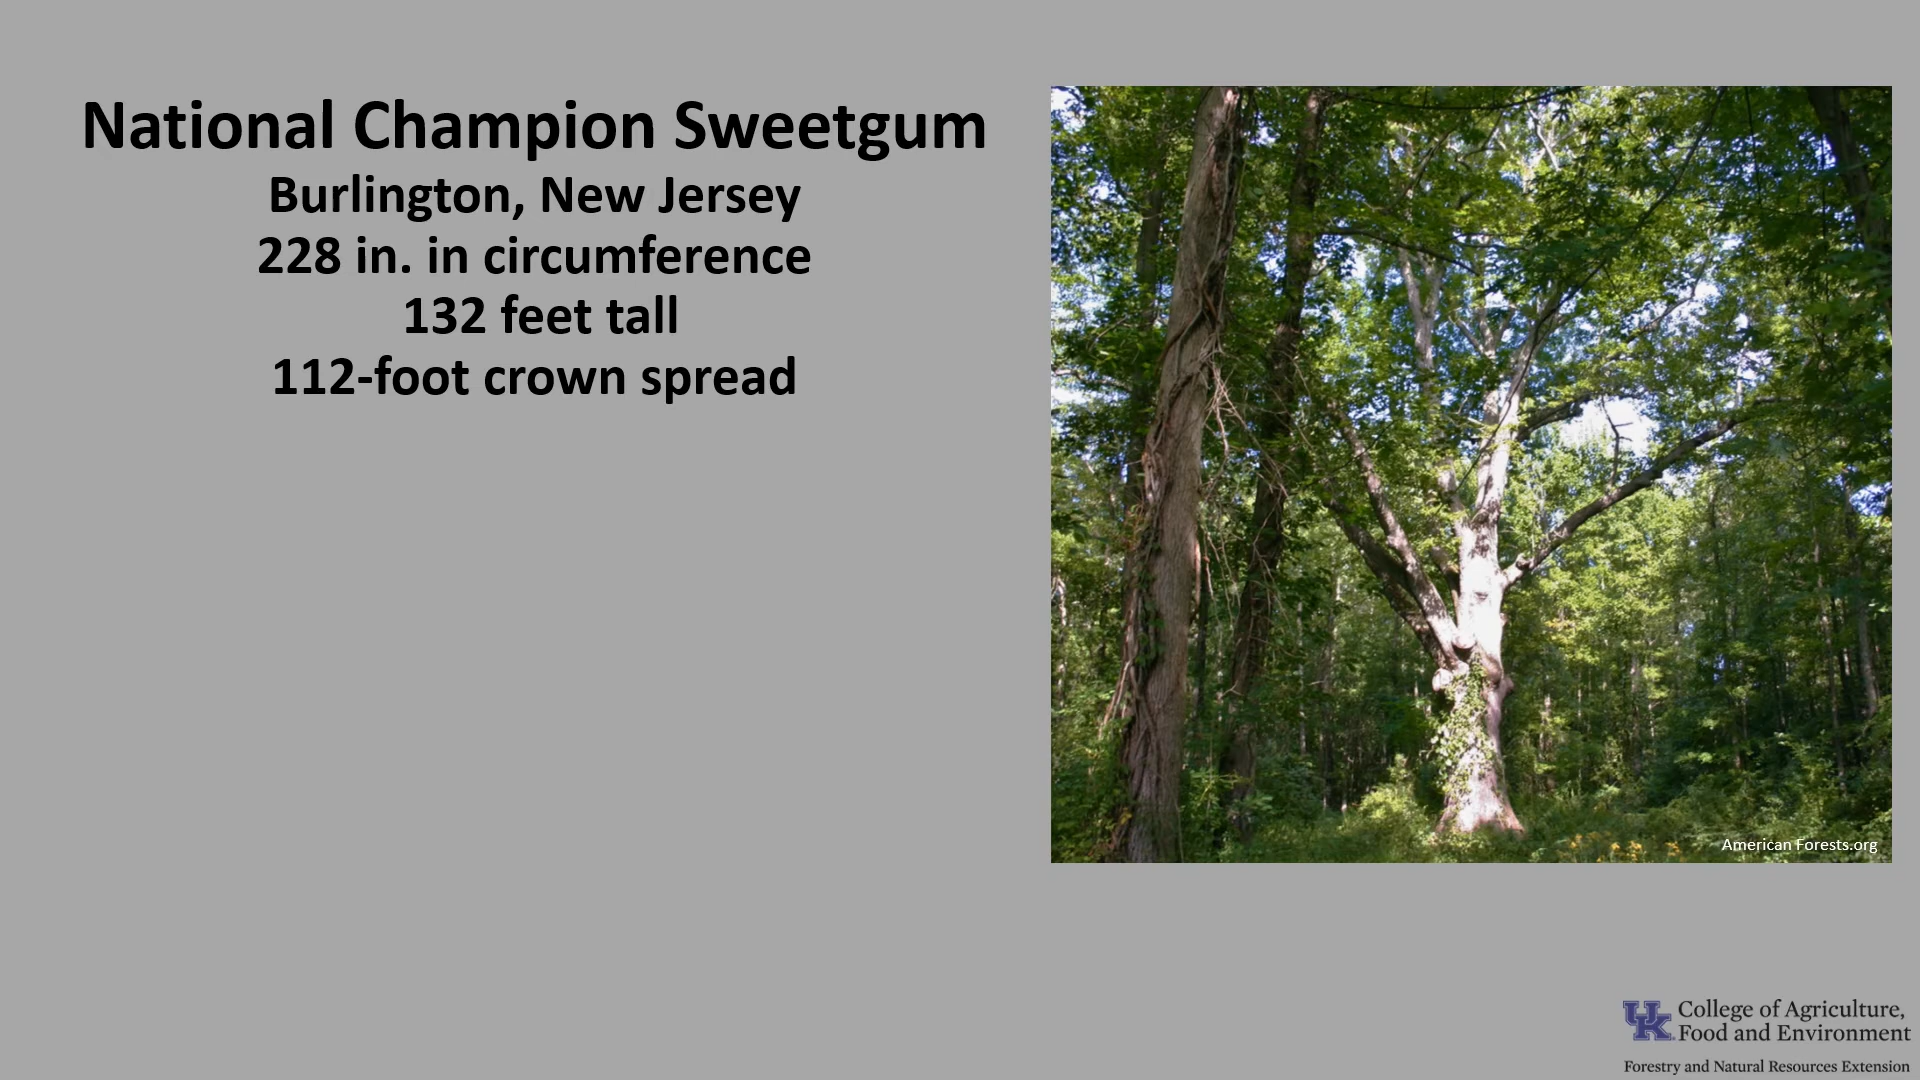 National Champion Sweetgum
Burlington, New Jersey
228 in. in circumference
132 feet tall
112-foot crown spread
American Forests.org
UK College of Agriculture,
Food and Environment
Forestry and Natural Resources Extension